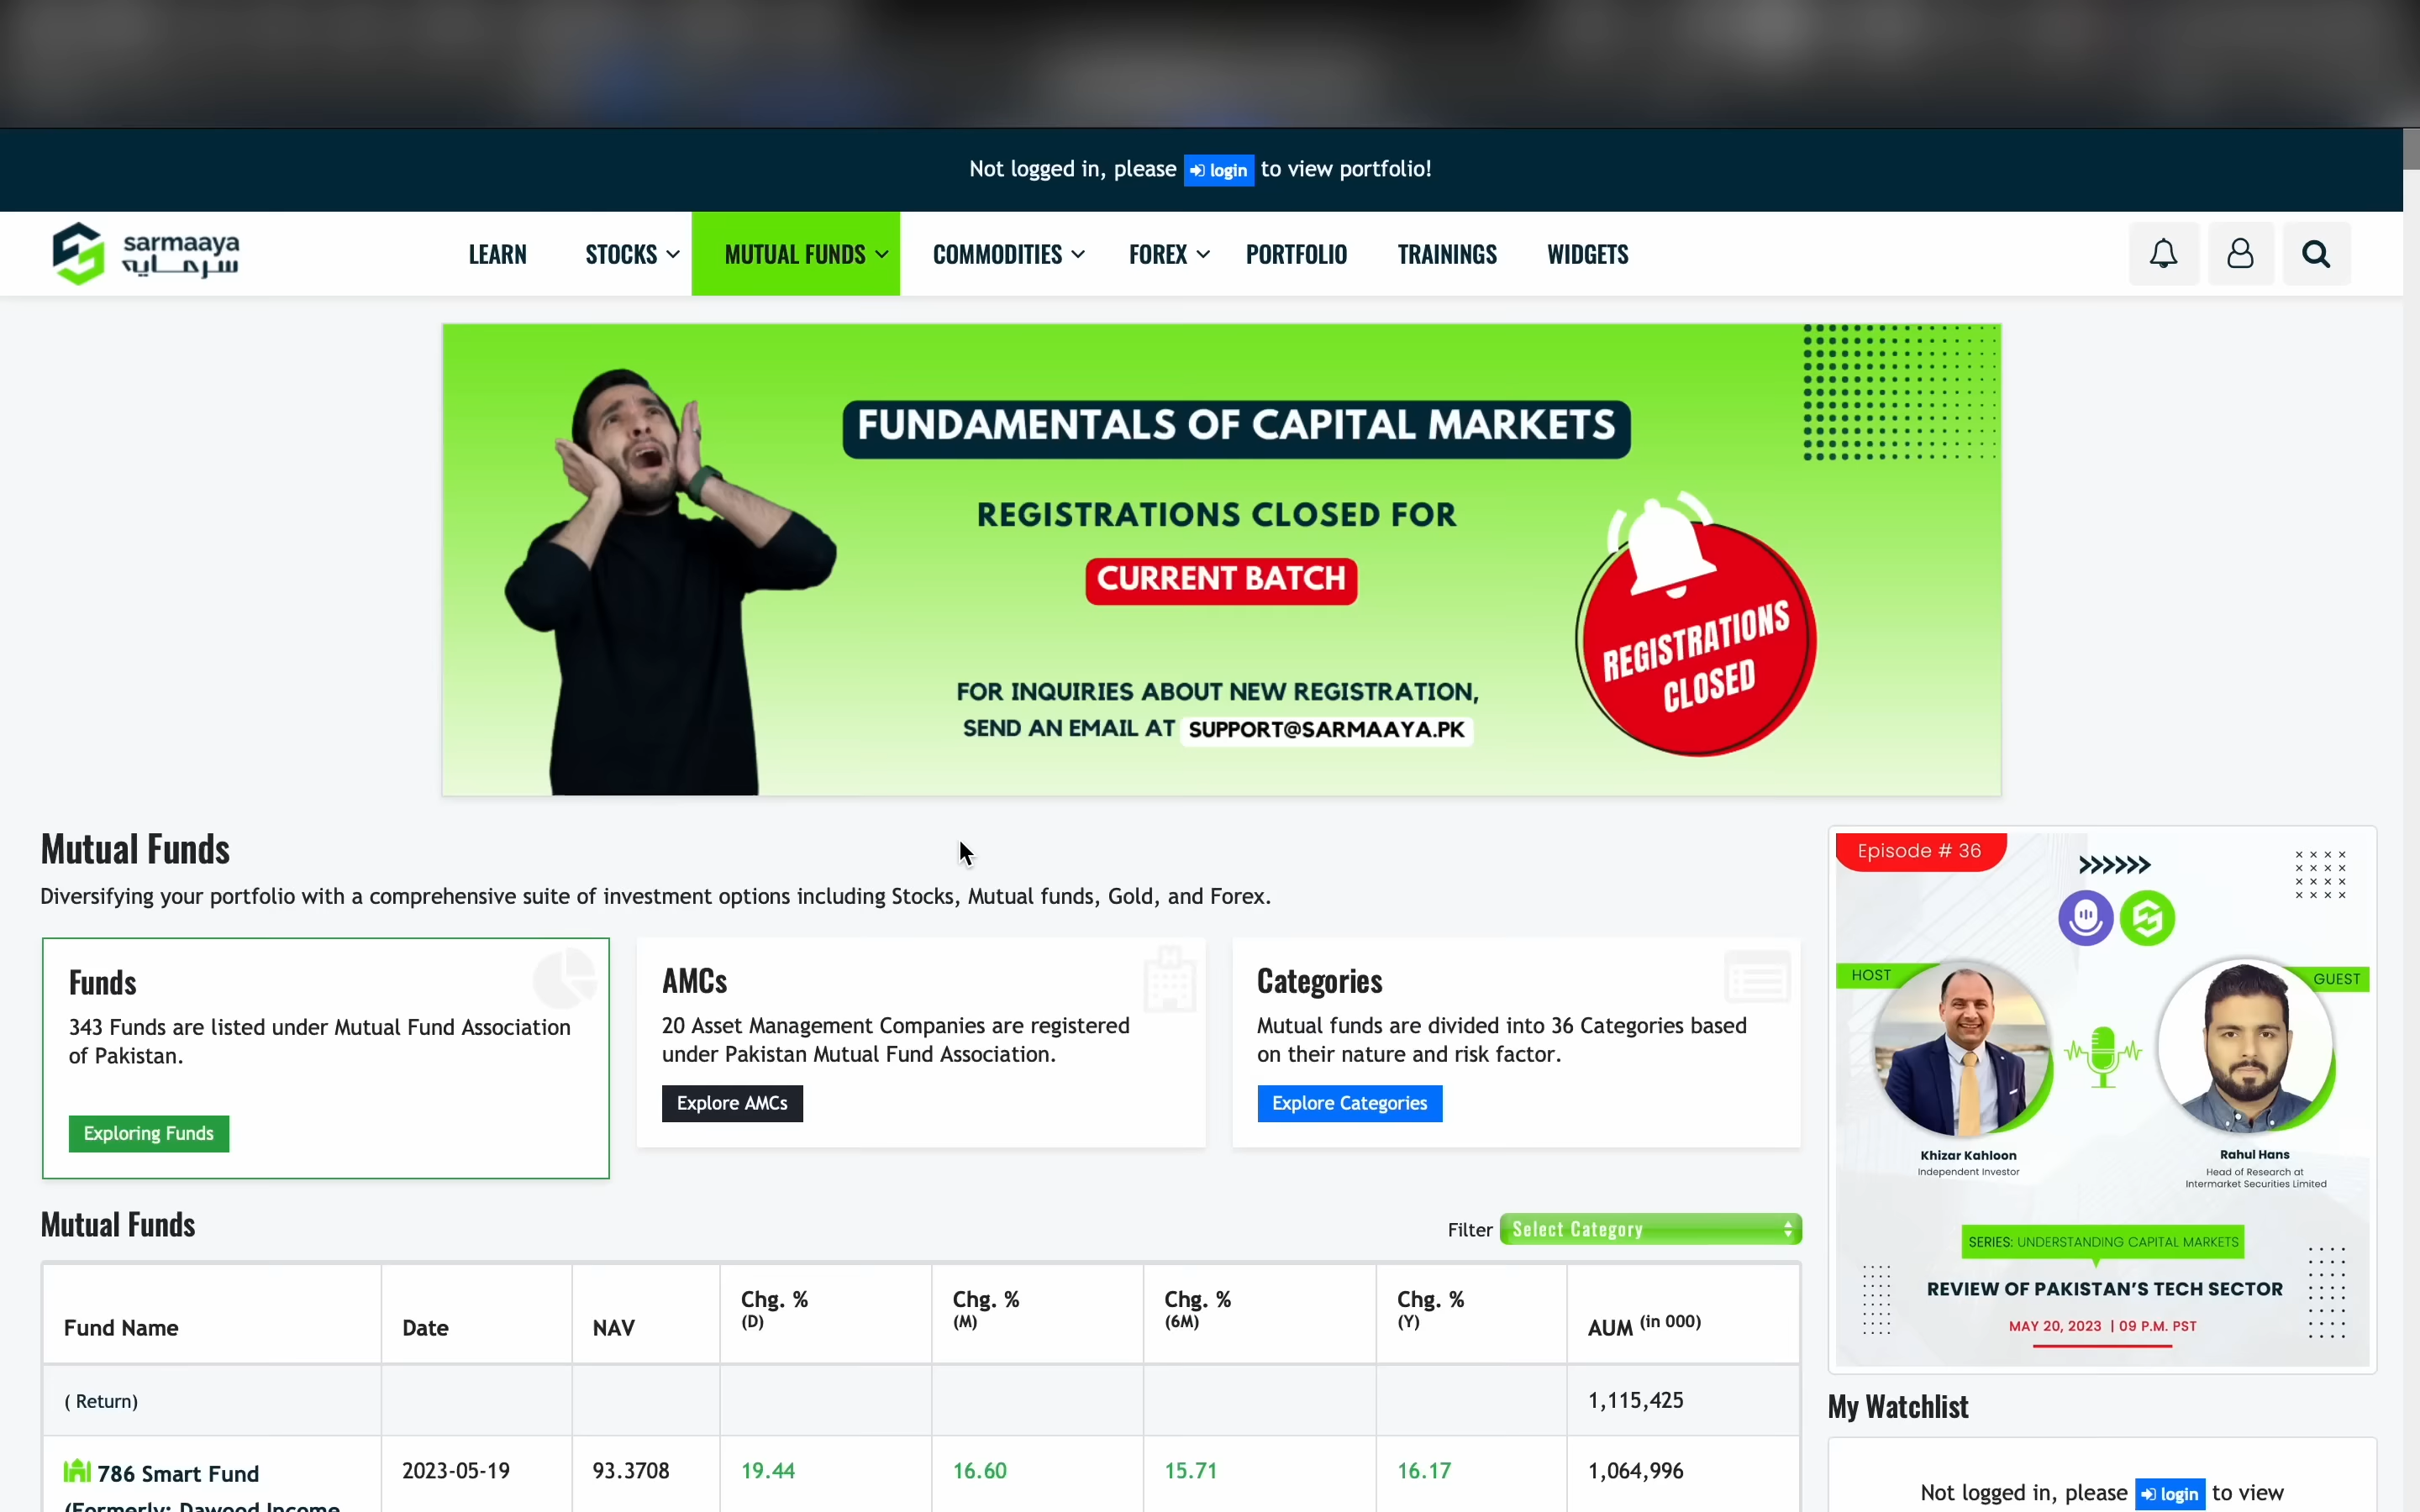 Not logged in, please login to view portfolio!
sarmaaya
سرمایه
LEARN
STOCKS
MUTUAL FUNDS
COMMODITIES
FOREX
PORTFOLIO
TRAININGS
WIDGETS
FUNDAMENTALS OF CAPITAL MARKETS
REGISTRATIONS CLOSED FOR
CURRENT BATCH
FOR INQUIRIES ABOUT NEW REGISTRATION,
SEND AN EMAIL AT SUPPORT@SARMAAYA.PK
REGISTRATIONS
CLOSED
Mutual Funds
Diversifying your portfolio with a comprehensive suite of investment options including Stocks, Mutual funds, Gold, and Forex.
Funds
343 Funds are listed under Mutual Fund Association
of Pakistan.
Exploring Funds
AMCs
20 Asset Management Companies are registered
under Pakistan Mutual Fund Association.
Explore AMCs
Categories
Mutual funds are divided into 36 Categories based
on their nature and risk factor.
Explore Categories
Mutual Funds
Filter Select Category
Fund Name Date NAV Chg. % (D) Chg. % (M) Chg. % (6M) Chg. % (Y) AUM (in 000)
( Return) 1,115,425
786 Smart Fund 2023-05-19 93.3708 19.44 16.60 15.71 16.17 1,064,996
(Formerly: Dawood Income
Episode # 36
HOST
GUEST
Khizar Kahloon
Independent Investor
Rahul Hans
Head of Research at
Intermarket Securities Limited
SERIES: UNDERSTANDING CAPITAL MARKETS
REVIEW OF PAKISTAN'S TECH SECTOR
MAY 20, 2023 | 09 P.M. PST
My Watchlist
Not logged in, please login to view